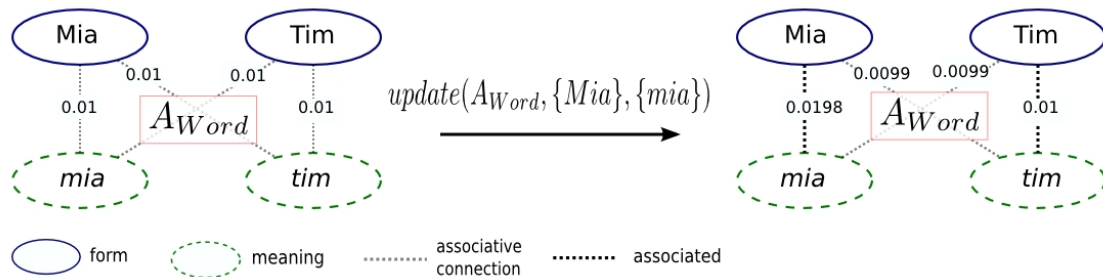 Mia Tim
0.01 0.01
0.01 0.01
A_Word
mia tim
update(A_Word, {Mia}, {mia})
Mia Tim
0.0099 0.0099
0.0198 0.01
A_Word
mia tim
form meaning associative connection associated